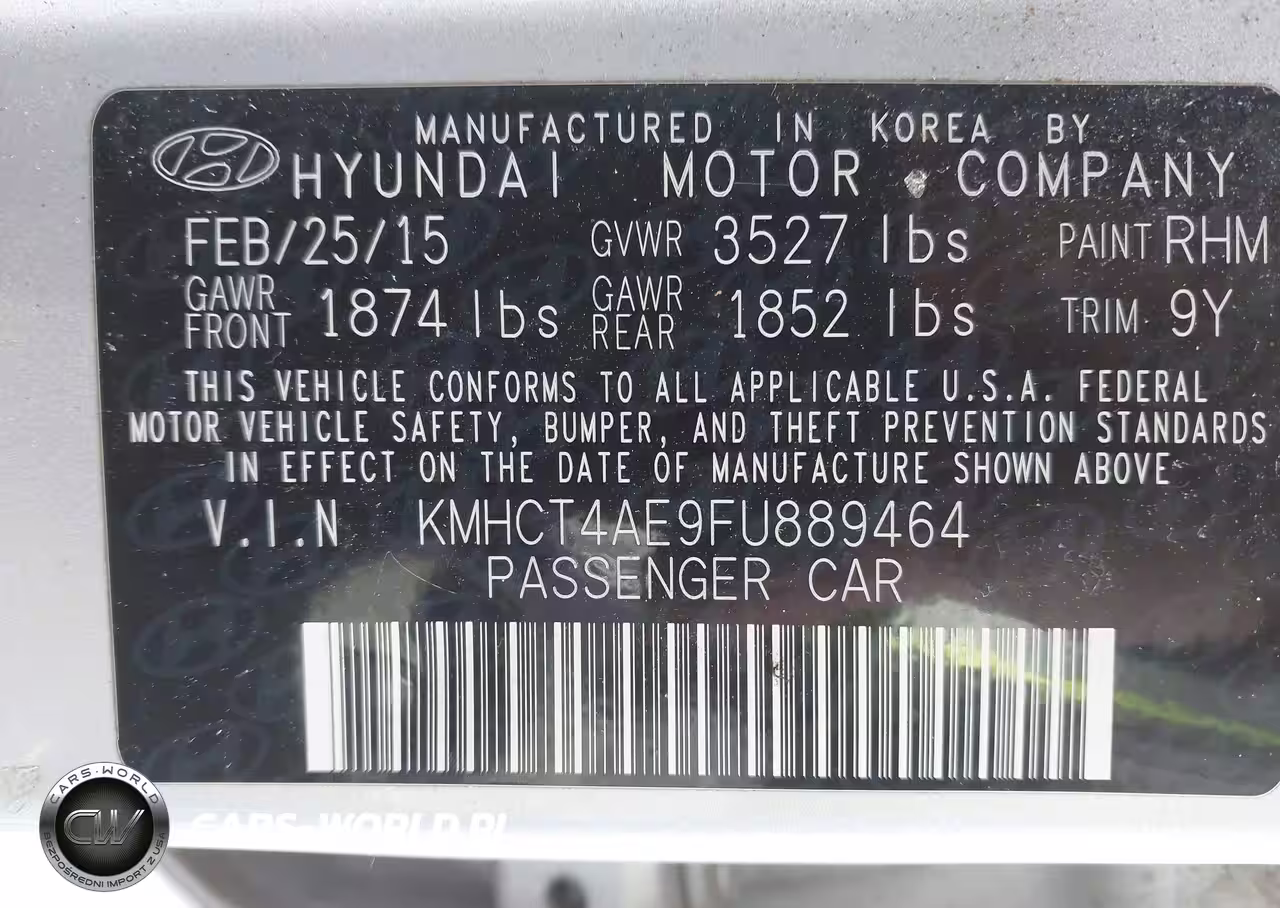 MANUFACTURED IN KOREA BY
HYUNDAI MOTOR COMPANY
FEB/25/15 GVWR 3527 lbs PAINT RHM
GAWR FRONT 1874 lbs GAWR REAR 1852 lbs TRIM 9Y
THIS VEHICLE CONFORMS TO ALL APPLICABLE U.S.A. FEDERAL
MOTOR VEHICLE SAFETY, BUMPER, AND THEFT PREVENTION STANDARDS
IN EFFECT ON THE DATE OF MANUFACTURE SHOWN ABOVE
V.I.N KMHCT4AE9FU889464
PASSENGER CAR
CARS-WORLD
CW
BEZPOŚREDNI IMPORT Z USA
CARS-WORLD.PL